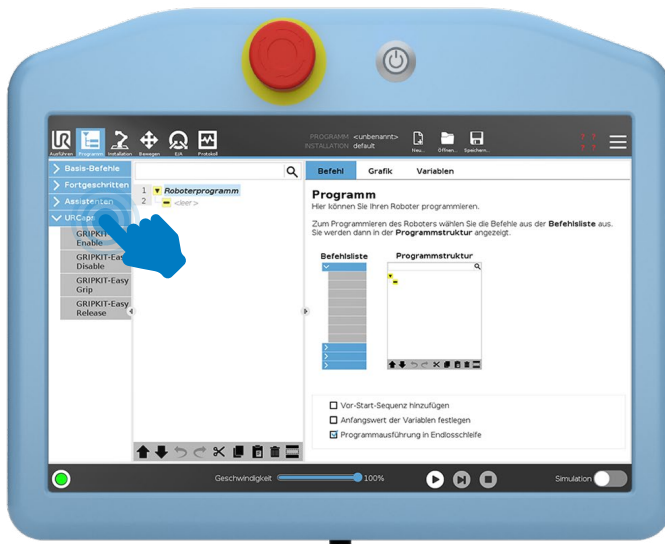 PROGRAMM <unbenannt>
INSTALLATION default
UR
Ausführen Programm Installation Bewegen E/A Protokoll Neu... Öffnen... Speichern...
Basis-Befehle
Fortgeschritten
Assistenten
URCaps
GRIPKIT-
Enable
GRIPKIT-Eas
Disable
GRIPKIT-Easy
Grip
GRIPKIT-Easy
Release
1 Roboterprogramm
2 <leer>
Befehl Grafik Variablen
Programm
Hier können Sie Ihren Roboter programmieren.
Zum Programmieren des Roboters wählen Sie die Befehle aus der Befehlsliste aus.
Sie werden dann in der Programmstruktur angezeigt.
Befehlsliste Programmstruktur
Vor-Start-Sequenz hinzufügen
Anfangswert der Variablen festlegen
Programmausführung in Endlosschleife
Geschwindigkeit 100% Simulation